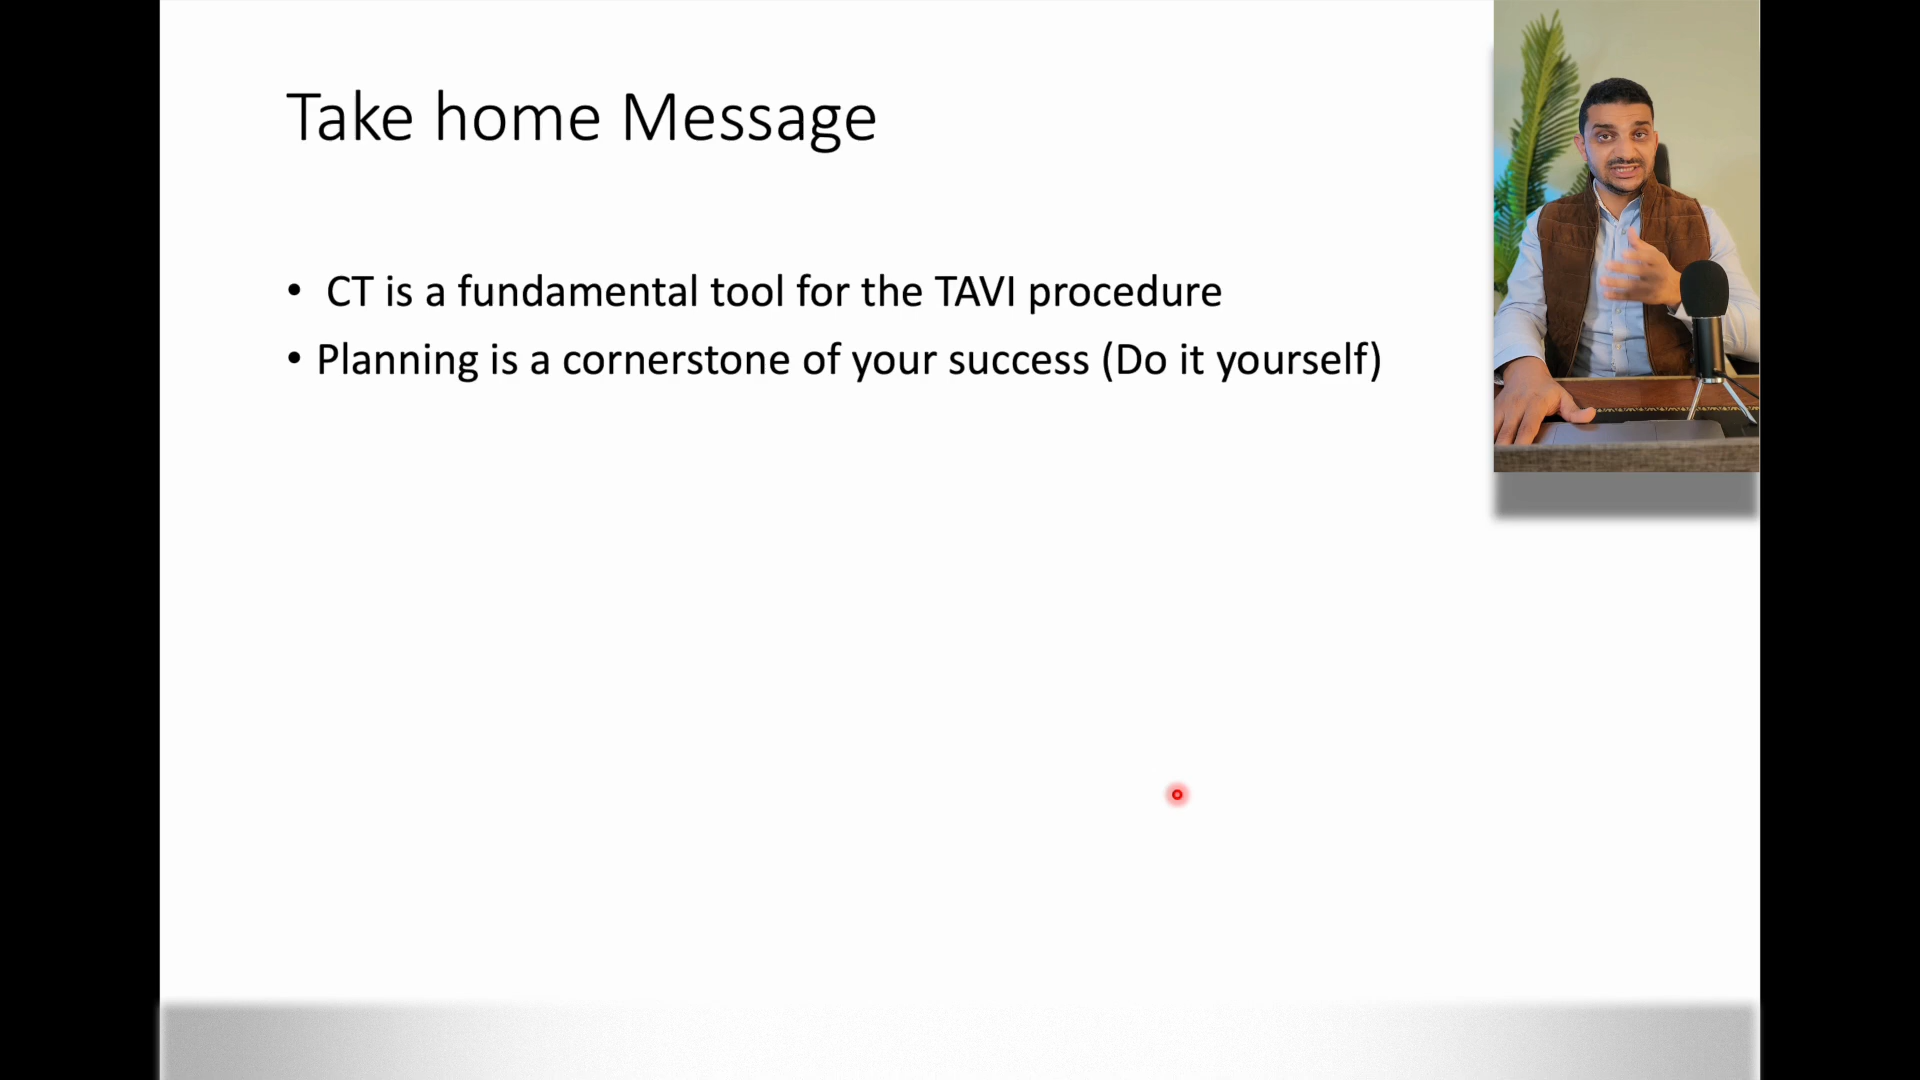 Take home Message
• CT is a fundamental tool for the TAVI procedure
• Planning is a cornerstone of your success (Do it yourself)